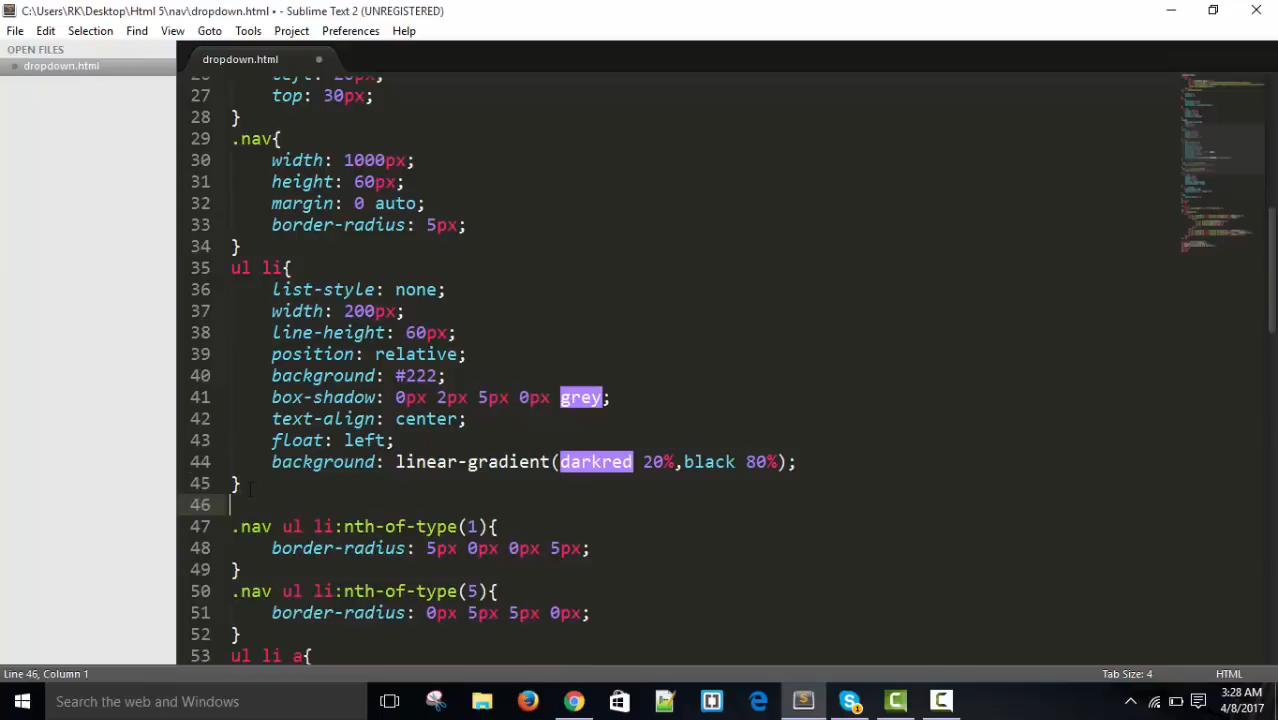 C:\Users\RK\Desktop\Html 5\nav\dropdown.html • - Sublime Text 2 (UNREGISTERED)
File Edit Selection Find View Goto Tools Project Preferences Help
OPEN FILES
dropdown.html
dropdown.html
27 top: 30px;
28 }
29 .nav{
30 width: 1000px;
31 height: 60px;
32 margin: 0 auto;
33 border-radius: 5px;
34 }
35 ul li{
36 list-style: none;
37 width: 200px;
38 line-height: 60px;
39 position: relative;
40 background: #222;
41 box-shadow: 0px 2px 5px 0px grey;
42 text-align: center;
43 float: left;
44 background: linear-gradient(darkred 20%,black 80%);
45 }
46
47 .nav ul li:nth-of-type(1){
48 border-radius: 5px 0px 0px 5px;
49 }
50 .nav ul li:nth-of-type(5){
51 border-radius: 0px 5px 5px 0px;
52 }
53 ul li a{
Line 46, Column 1
Tab Size: 4
HTML
Search the web and Windows
3:28 AM
4/8/2017